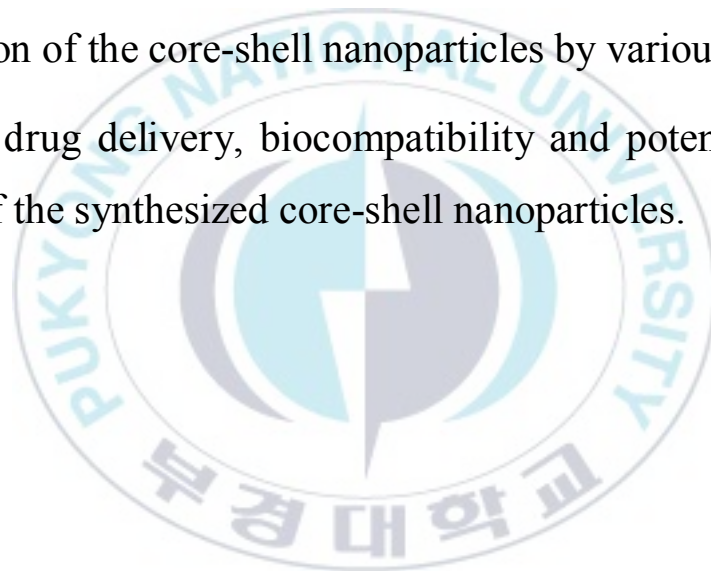 on of the core-shell nanoparticles by variou
drug delivery, biocompatibility and poten
f the synthesized core-shell nanoparticles.
PUKYONG NATIONAL UNIVERSITY
부경대학교